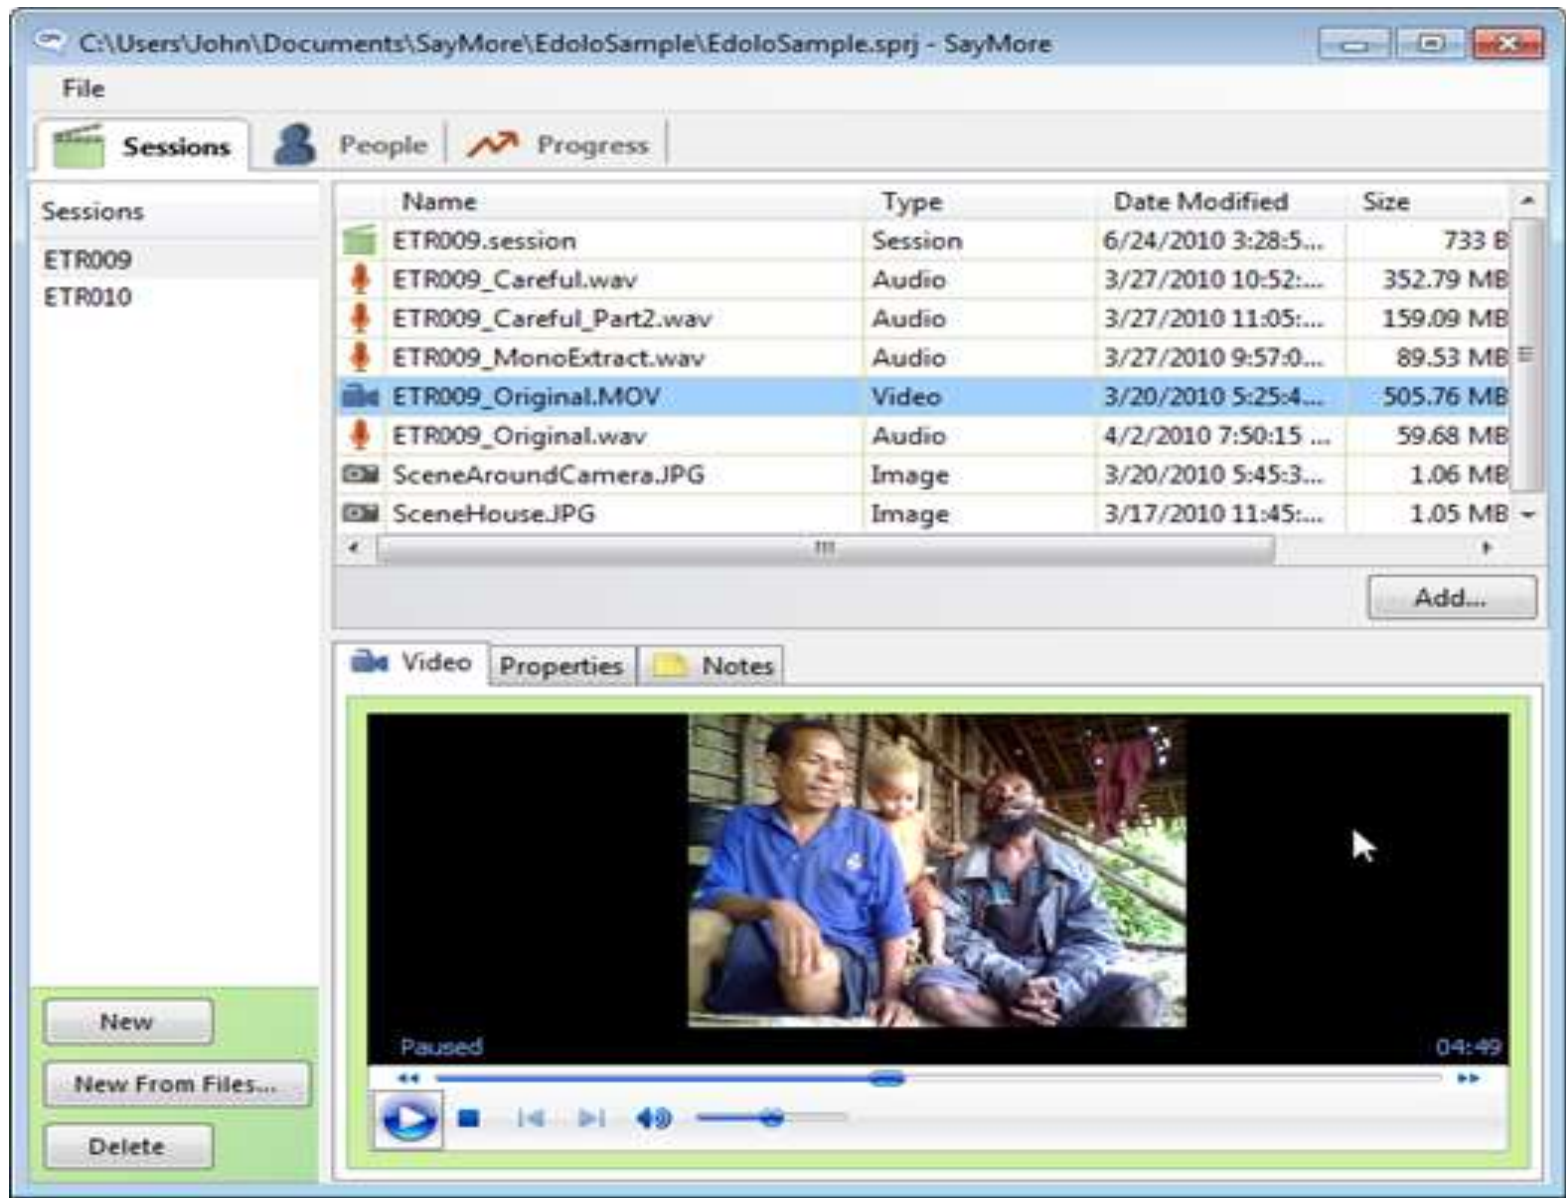 C:\Users\John\Documents\SayMore\EdoloSample\EdoloSample.sprj - SayMore
File
Sessions People Progress
Sessions
ETR009
ETR010
Name Type Date Modified Size
ETR009.session Session 6/24/2010 3:28:5... 733 B
ETR009_Careful.wav Audio 3/27/2010 10:52:... 352.79 MB
ETR009_Careful_Part2.wav Audio 3/27/2010 11:05:... 159.09 MB
ETR009_MonoExtract.wav Audio 3/27/2010 9:57:0... 89.53 MB
ETR009_Original.MOV Video 3/20/2010 5:25:4... 505.76 MB
ETR009_Original.wav Audio 4/2/2010 7:50:15 ... 59.68 MB
SceneAroundCamera.JPG Image 3/20/2010 5:45:3... 1.06 MB
SceneHouse.JPG Image 3/17/2010 11:45:... 1.05 MB
Add...
Video Properties Notes
Paused 04:49
New
New From Files...
Delete